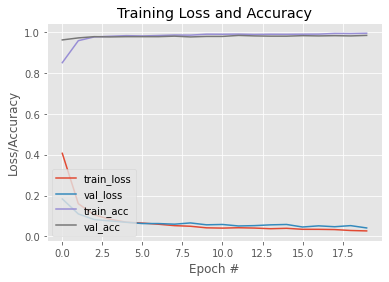 Training Loss and Accuracy
Loss/Accuracy
1.0
0.8
0.6
0.4
0.2
0.0
train_loss
val_loss
train_acc
val_acc
0.0 2.5 5.0 7.5 10.0 12.5 15.0 17.5
Epoch #